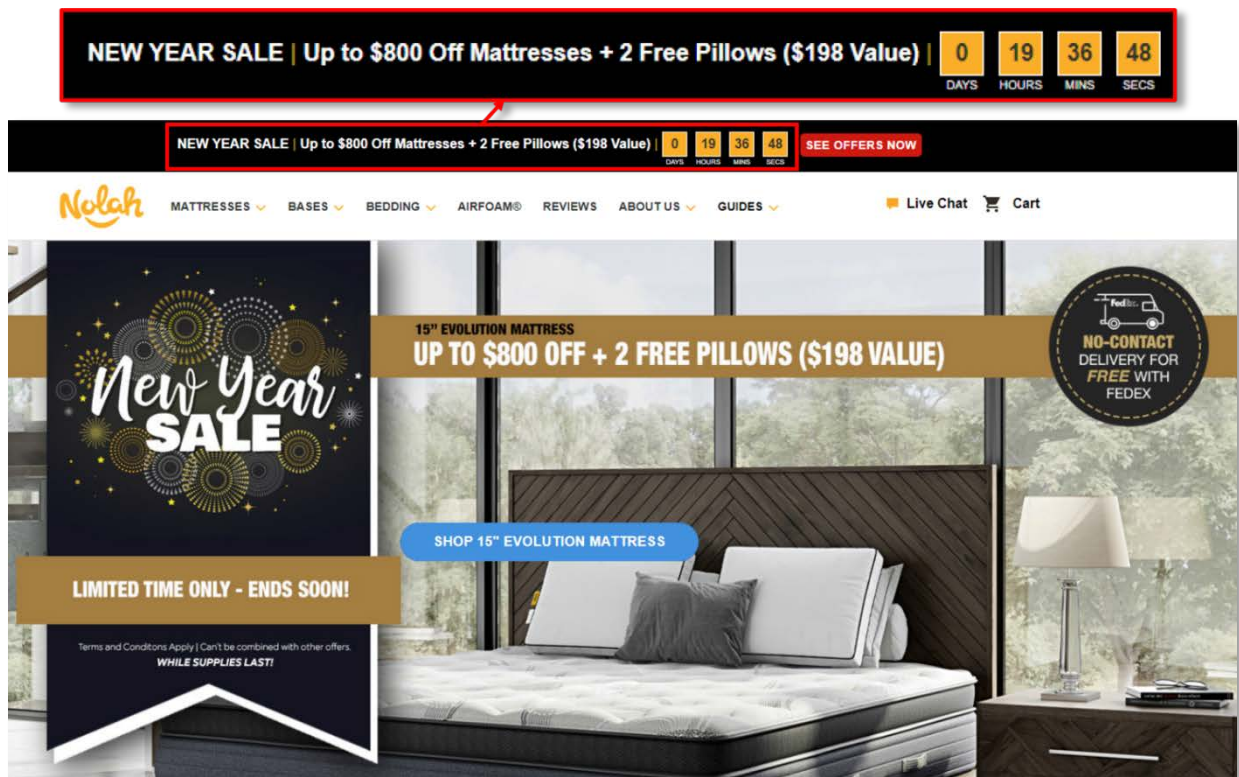 NEW YEAR SALE | Up to $800 Off Mattresses + 2 Free Pillows ($198 Value) | 0 19 36 48
DAYS HOURS MINS SECS
NEW YEAR SALE | Up to $800 Off Mattresses + 2 Free Pillows ($198 Value) | 0 19 36 48 SEE OFFERS NOW
DAYS HOURS MINS SECS
Nolah MATTRESSES BASES BEDDING AIRFOAM® REVIEWS ABOUT US GUIDES Live Chat Cart
New Year
SALE
LIMITED TIME ONLY - ENDS SOON!
Terms and Conditons Apply | Can't be combined with other offers.
WHILE SUPPLIES LAST!
15" EVOLUTION MATTRESS
UP TO $800 OFF + 2 FREE PILLOWS ($198 VALUE)
SHOP 15" EVOLUTION MATTRESS
FedEx
NO-CONTACT
DELIVERY FOR
FREE WITH
FEDEX